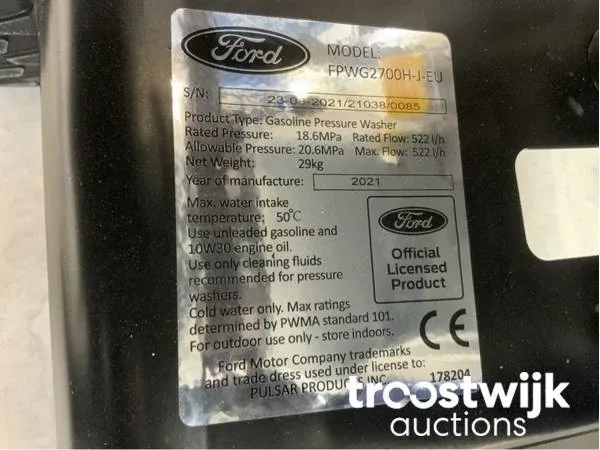 Ford
MODEL:
FPWG2700H-J-EU
S/N: 2021/21038/0085
Product Type: Gasoline Pressure Washer
Rated Pressure: 18.6MPa Rated Flow: 522 l/h
Allowable Pressure: 20.6MPa Max. Flow: 522 l/h
Net Weight: 29kg
Year of manufacture: 2021
Max. water intake
temperature: 50℃
Use unleaded gasoline and
10W30 engine oil.
Use only cleaning fluids
recommended for pressure
washers.
Cold water only. Max ratings
determined by PWMA standard 101.
For outdoor use only - store indoors.
Ford
Official
Licensed
Product
CE
Ford Motor Company trademarks
and trade dress used under license to:
PULSAR PRODUCTS INC. 178204
troostwijk
auctions